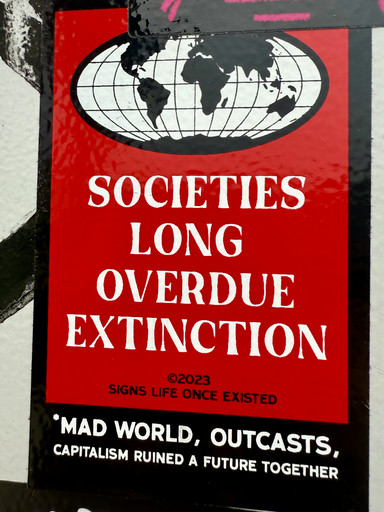 SOCIETIES
LONG
OVERDUE
EXTINCTION
©2023
SIGNS LIFE ONCE EXISTED
*MAD WORLD, OUTCASTS,
CAPITALISM RUINED A FUTURE TOGETHER